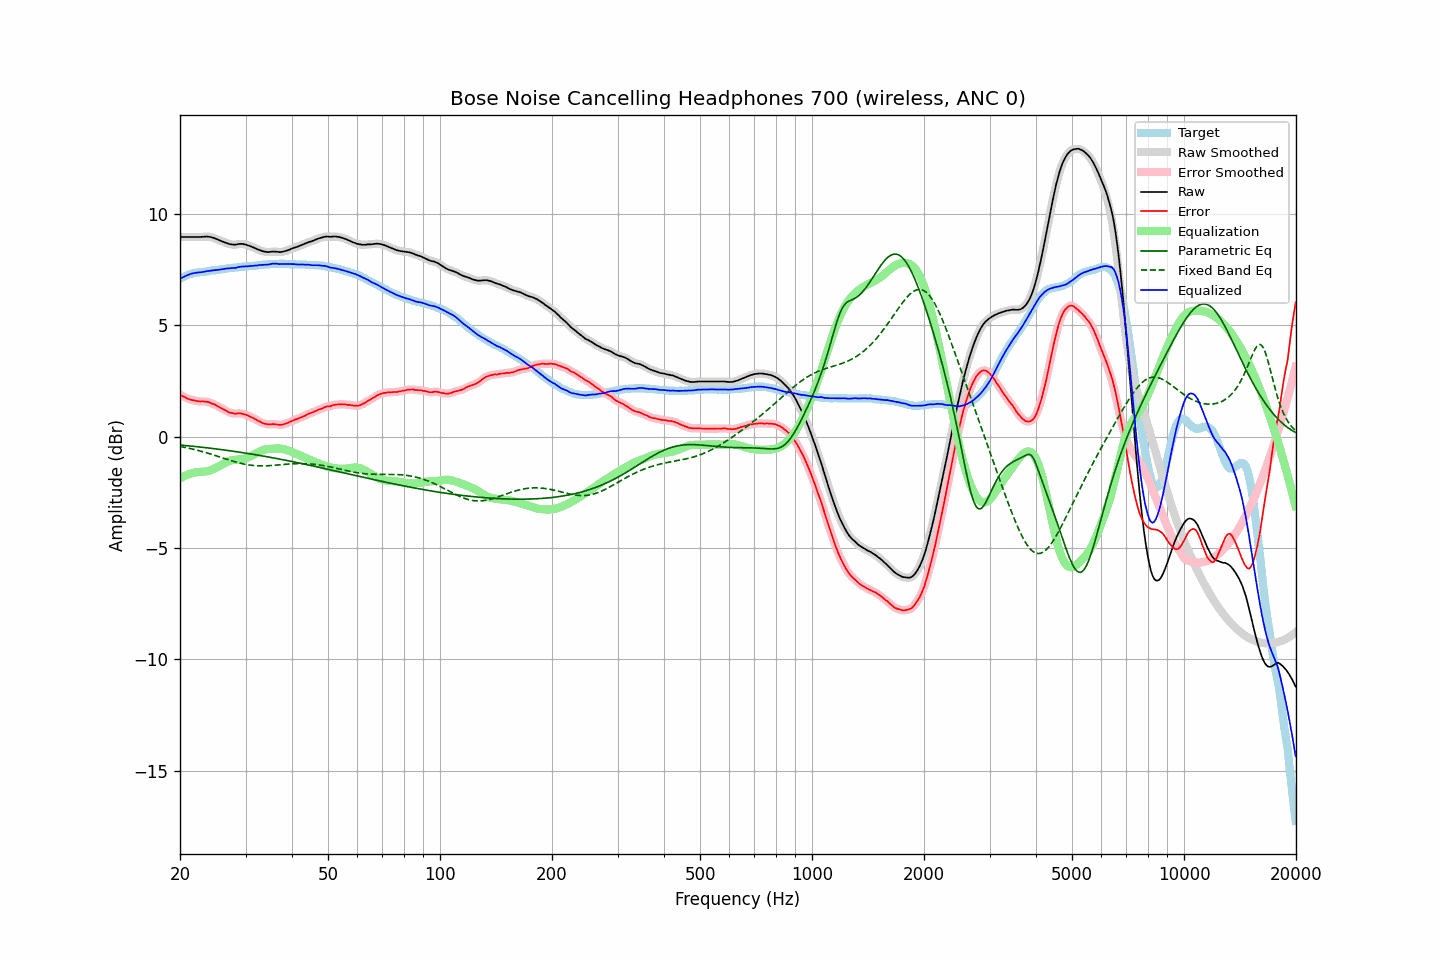 Bose Noise Cancelling Headphones 700 (wireless, ANC 0)
Target
Raw Smoothed
Error Smoothed
Raw
Error
Equalization
Parametric Eq
Fixed Band Eq
Equalized
10
5
0
−5
−10
−15
Amplitude (dBr)
20 50 100 200 500 1000 2000 5000 10000 20000
Frequency (Hz)